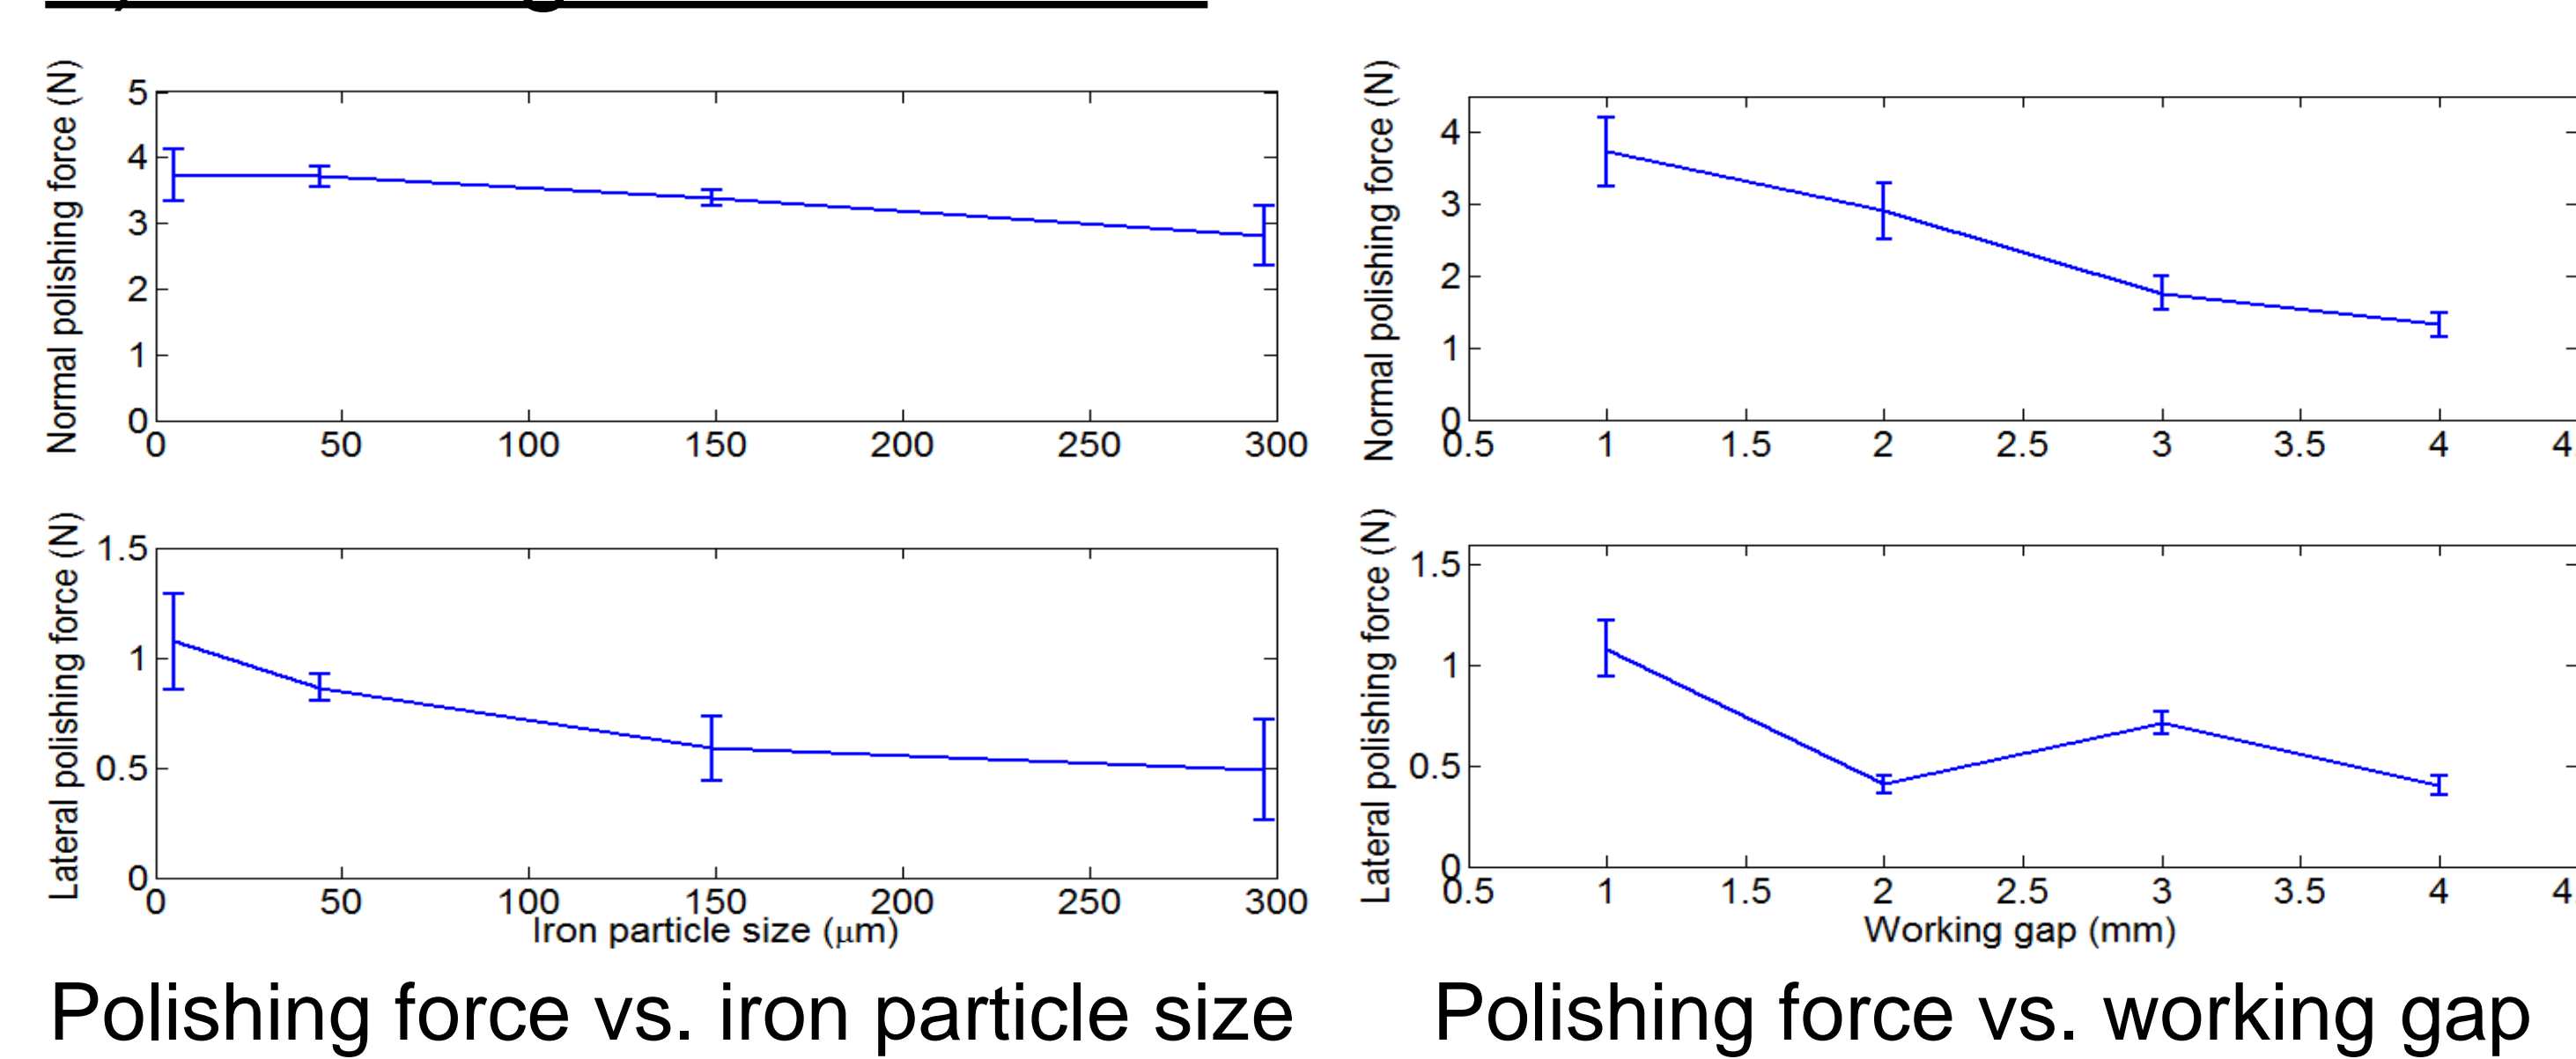 Normal polishing force (N)
5
4
3
2
1
0
0 50 100 150 200 250 300
Lateral polishing force (N)
1.5
1
0.5
0
0 50 100 150 200 250 300
Iron particle size (μm)
Polishing force vs. iron particle size
Normal polishing force (N)
4
3
2
1
0
0.5 1 1.5 2 2.5 3 3.5 4 4.
Lateral polishing force (N)
1.5
1
0.5
0
0.5 1 1.5 2 2.5 3 3.5 4 4.
Working gap (mm)
Polishing force vs. working gap